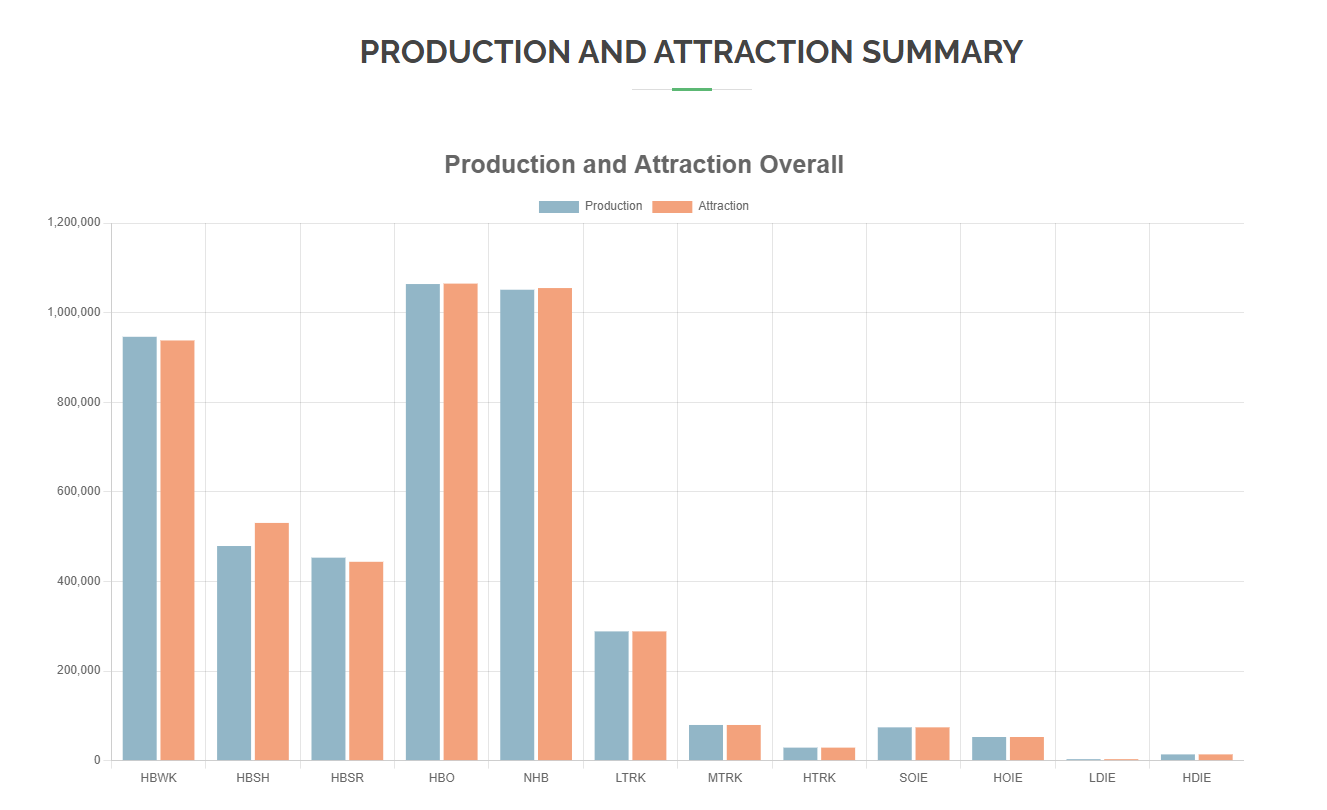 PRODUCTION AND ATTRACTION SUMMARY
Production and Attraction Overall
Production Attraction
1,200,000
1,000,000
800,000
600,000
400,000
200,000
0
HBWK HBSH HBSR HBO NHB LTRK MTRK HTRK SOIE HOIE LDIE HDIE